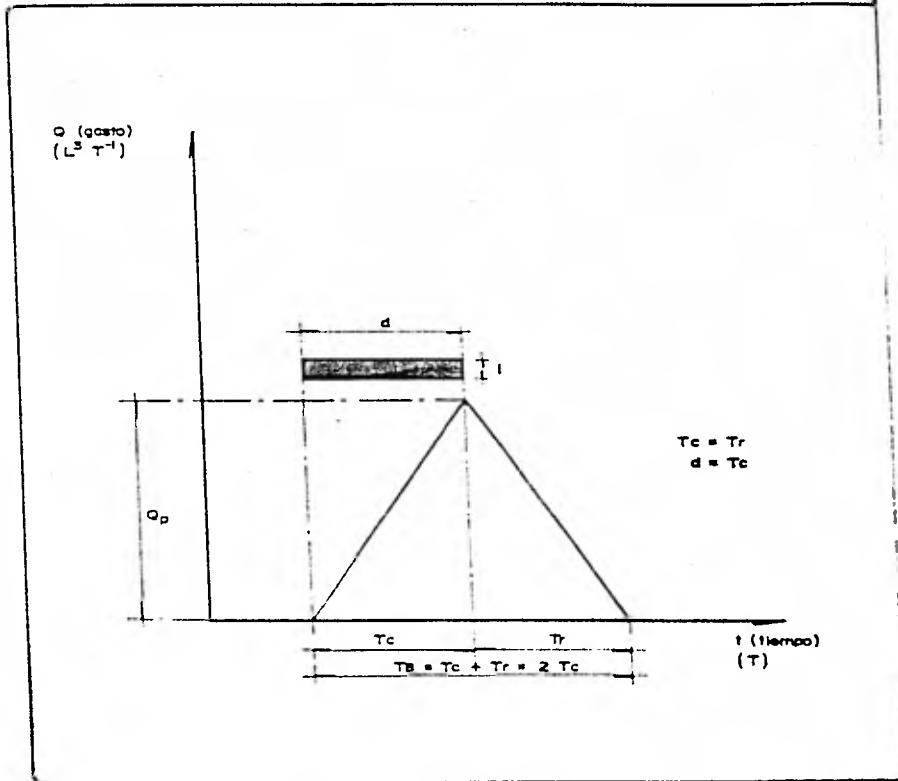 Q (gasto)
(L³ T⁻¹)
d
I
Tc = Tr
d = Tc
Qp
Tc
Tr
t (tiempo)
(T)
TB = Tc + Tr = 2 Tc